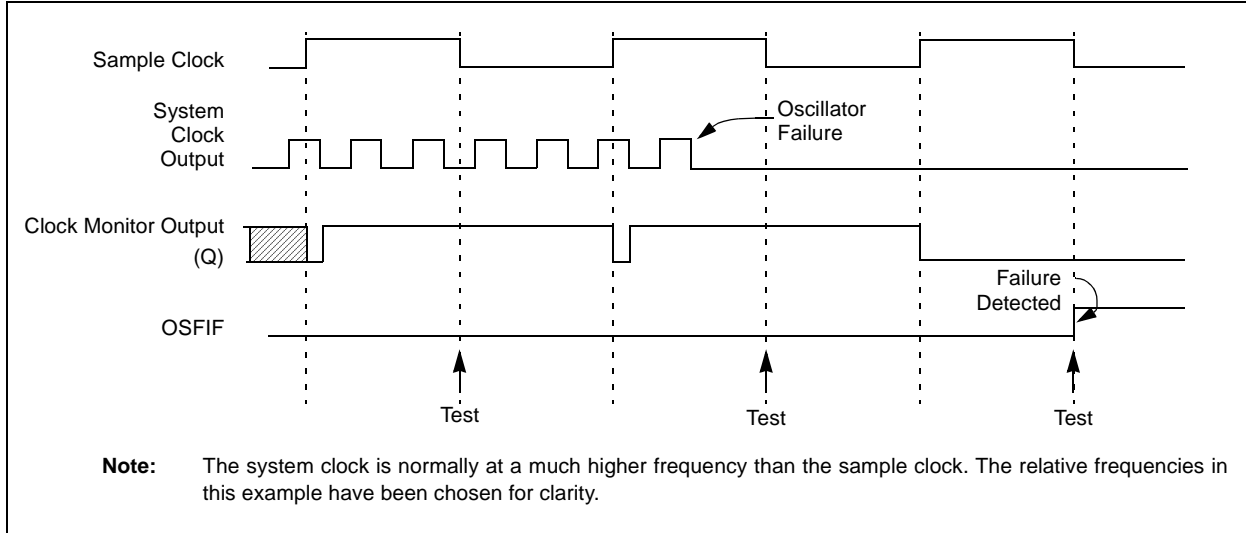 Sample Clock
System
Clock
Output
Oscillator
Failure
Clock Monitor Output
(Q)
Failure
Detected
OSFIF
Test
Test
Test
Note: The system clock is normally at a much higher frequency than the sample clock. The relative frequencies in
this example have been chosen for clarity.